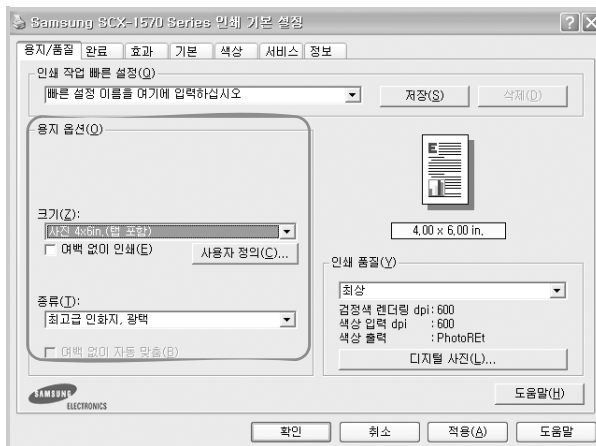 Samsung SCX-1570 Series 인쇄 기본 설정
용지/품질 완료 효과 기본 색상 서비스 정보
인쇄 작업 빠른 설정(Q)
빠른 설정 이름을 여기에 입력하십시오 저장(S) 삭제(D)
용지 옵션(O)
크기(Z):
사진 4x6in.(탭 포함)
여백 없이 인쇄(E) 사용자 정의(C)...
종류(T):
최고급 인화지, 광택
여백 없이 자동 맞춤(B)
E
4.00 x 6.00 in.
인쇄 품질(Y)
최상
검정색 렌더링 dpi: 600
색상 입력 dpi : 600
색상 출력 : PhotoREt
디지털 사진(L)...
SAMSUNG
ELECTRONICS
도움말(H)
확인 취소 적용(A) 도움말